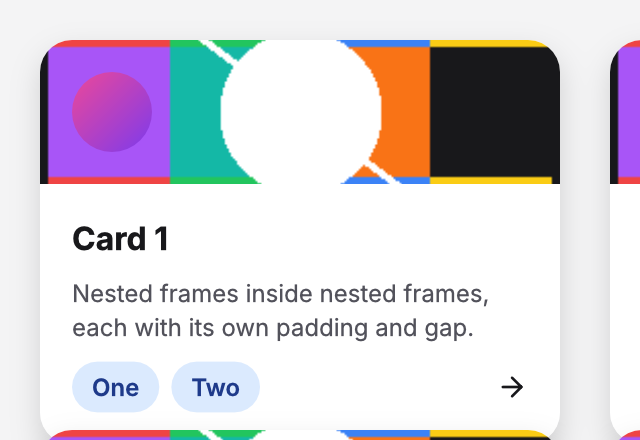 Card 1
Nested frames inside nested frames,
each with its own padding and gap.
One
Two